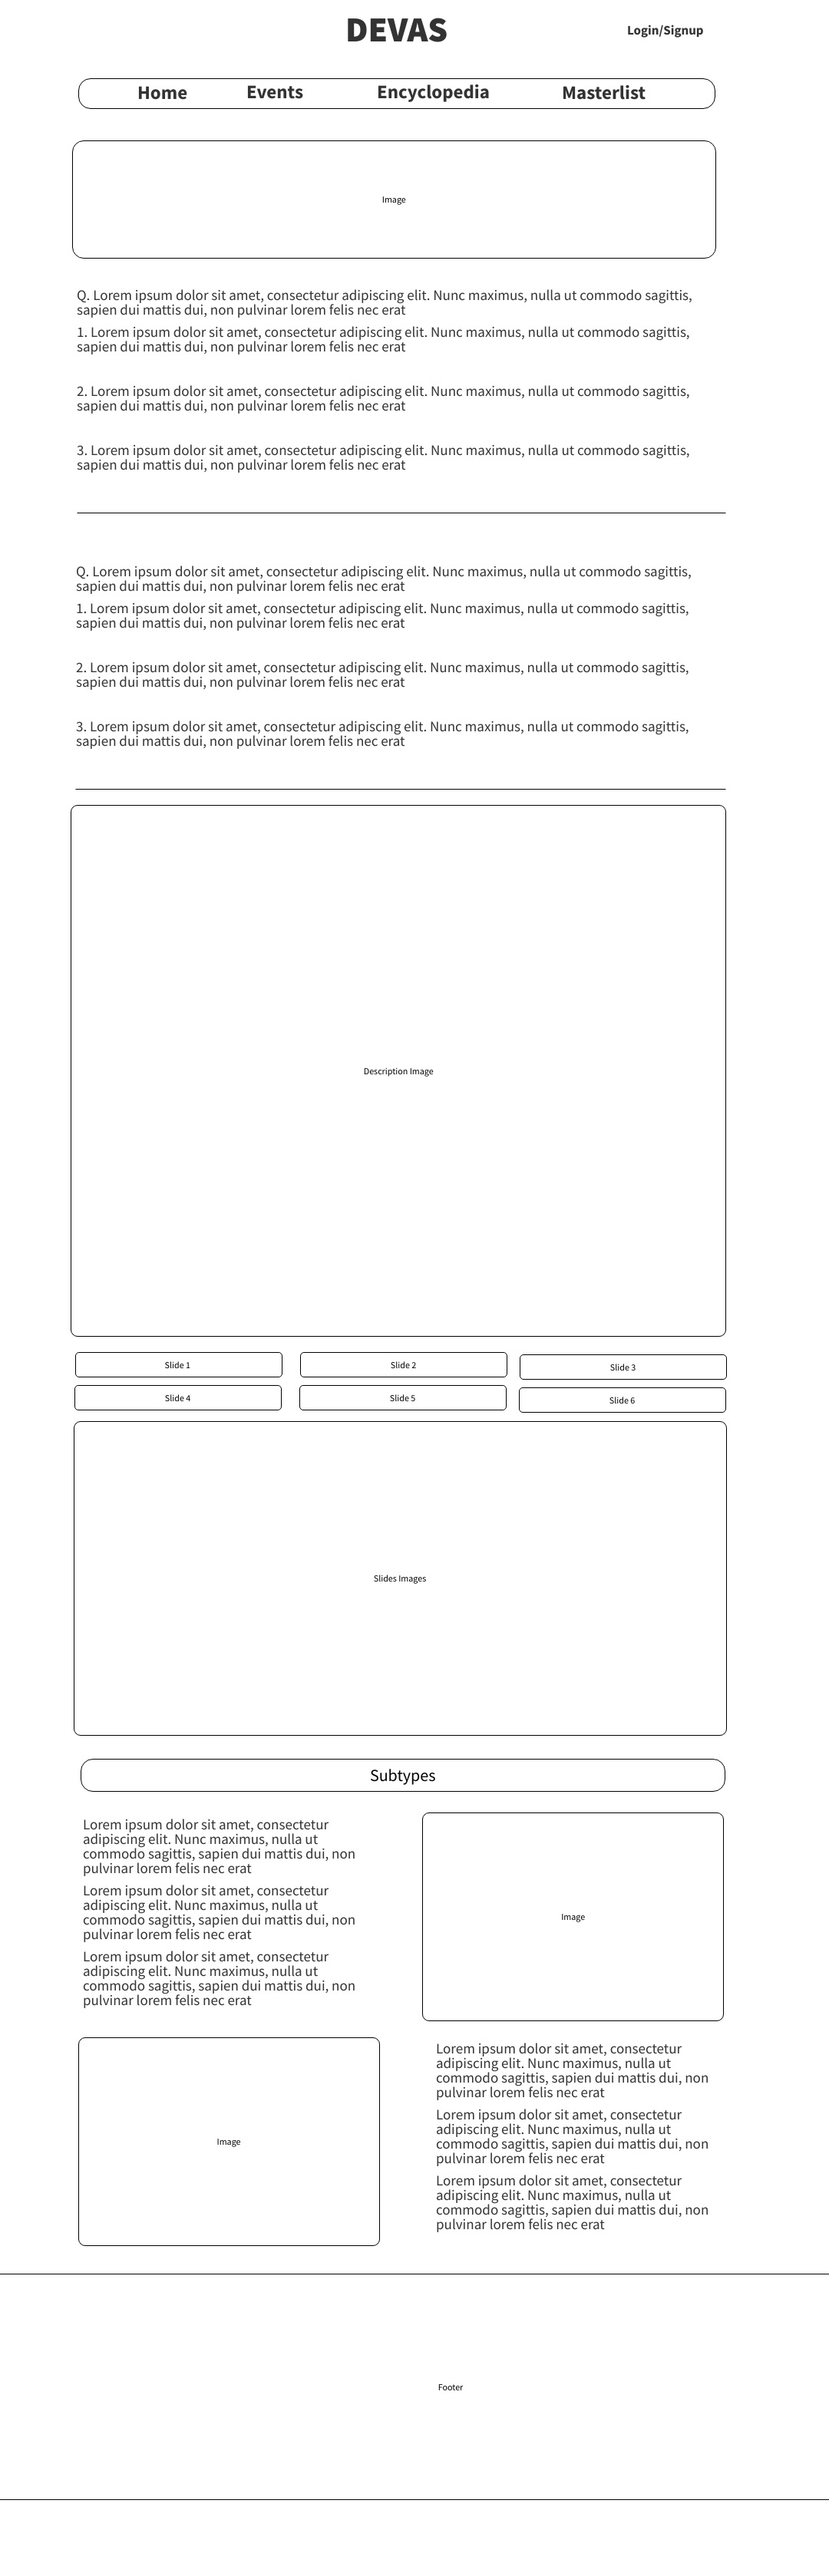 DEVAS
Login/Signup
Home Events Encyclopedia Masterlist
Image
Q. Lorem ipsum dolor sit amet, consectetur adipiscing elit. Nunc maximus, nulla ut commodo sagittis,
sapien dui mattis dui, non pulvinar lorem felis nec erat
1. Lorem ipsum dolor sit amet, consectetur adipiscing elit. Nunc maximus, nulla ut commodo sagittis,
sapien dui mattis dui, non pulvinar lorem felis nec erat
2. Lorem ipsum dolor sit amet, consectetur adipiscing elit. Nunc maximus, nulla ut commodo sagittis,
sapien dui mattis dui, non pulvinar lorem felis nec erat
3. Lorem ipsum dolor sit amet, consectetur adipiscing elit. Nunc maximus, nulla ut commodo sagittis,
sapien dui mattis dui, non pulvinar lorem felis nec erat
Q. Lorem ipsum dolor sit amet, consectetur adipiscing elit. Nunc maximus, nulla ut commodo sagittis,
sapien dui mattis dui, non pulvinar lorem felis nec erat
1. Lorem ipsum dolor sit amet, consectetur adipiscing elit. Nunc maximus, nulla ut commodo sagittis,
sapien dui mattis dui, non pulvinar lorem felis nec erat
2. Lorem ipsum dolor sit amet, consectetur adipiscing elit. Nunc maximus, nulla ut commodo sagittis,
sapien dui mattis dui, non pulvinar lorem felis nec erat
3. Lorem ipsum dolor sit amet, consectetur adipiscing elit. Nunc maximus, nulla ut commodo sagittis,
sapien dui mattis dui, non pulvinar lorem felis nec erat
Description Image
Slide 1 Slide 2 Slide 3
Slide 4 Slide 5 Slide 6
Slides Images
Subtypes
Lorem ipsum dolor sit amet, consectetur
adipiscing elit. Nunc maximus, nulla ut
commodo sagittis, sapien dui mattis dui, non
pulvinar lorem felis nec erat
Lorem ipsum dolor sit amet, consectetur
adipiscing elit. Nunc maximus, nulla ut
commodo sagittis, sapien dui mattis dui, non
pulvinar lorem felis nec erat
Lorem ipsum dolor sit amet, consectetur
adipiscing elit. Nunc maximus, nulla ut
commodo sagittis, sapien dui mattis dui, non
pulvinar lorem felis nec erat
Image
Image
Lorem ipsum dolor sit amet, consectetur
adipiscing elit. Nunc maximus, nulla ut
commodo sagittis, sapien dui mattis dui, non
pulvinar lorem felis nec erat
Lorem ipsum dolor sit amet, consectetur
adipiscing elit. Nunc maximus, nulla ut
commodo sagittis, sapien dui mattis dui, non
pulvinar lorem felis nec erat
Lorem ipsum dolor sit amet, consectetur
adipiscing elit. Nunc maximus, nulla ut
commodo sagittis, sapien dui mattis dui, non
pulvinar lorem felis nec erat
Footer